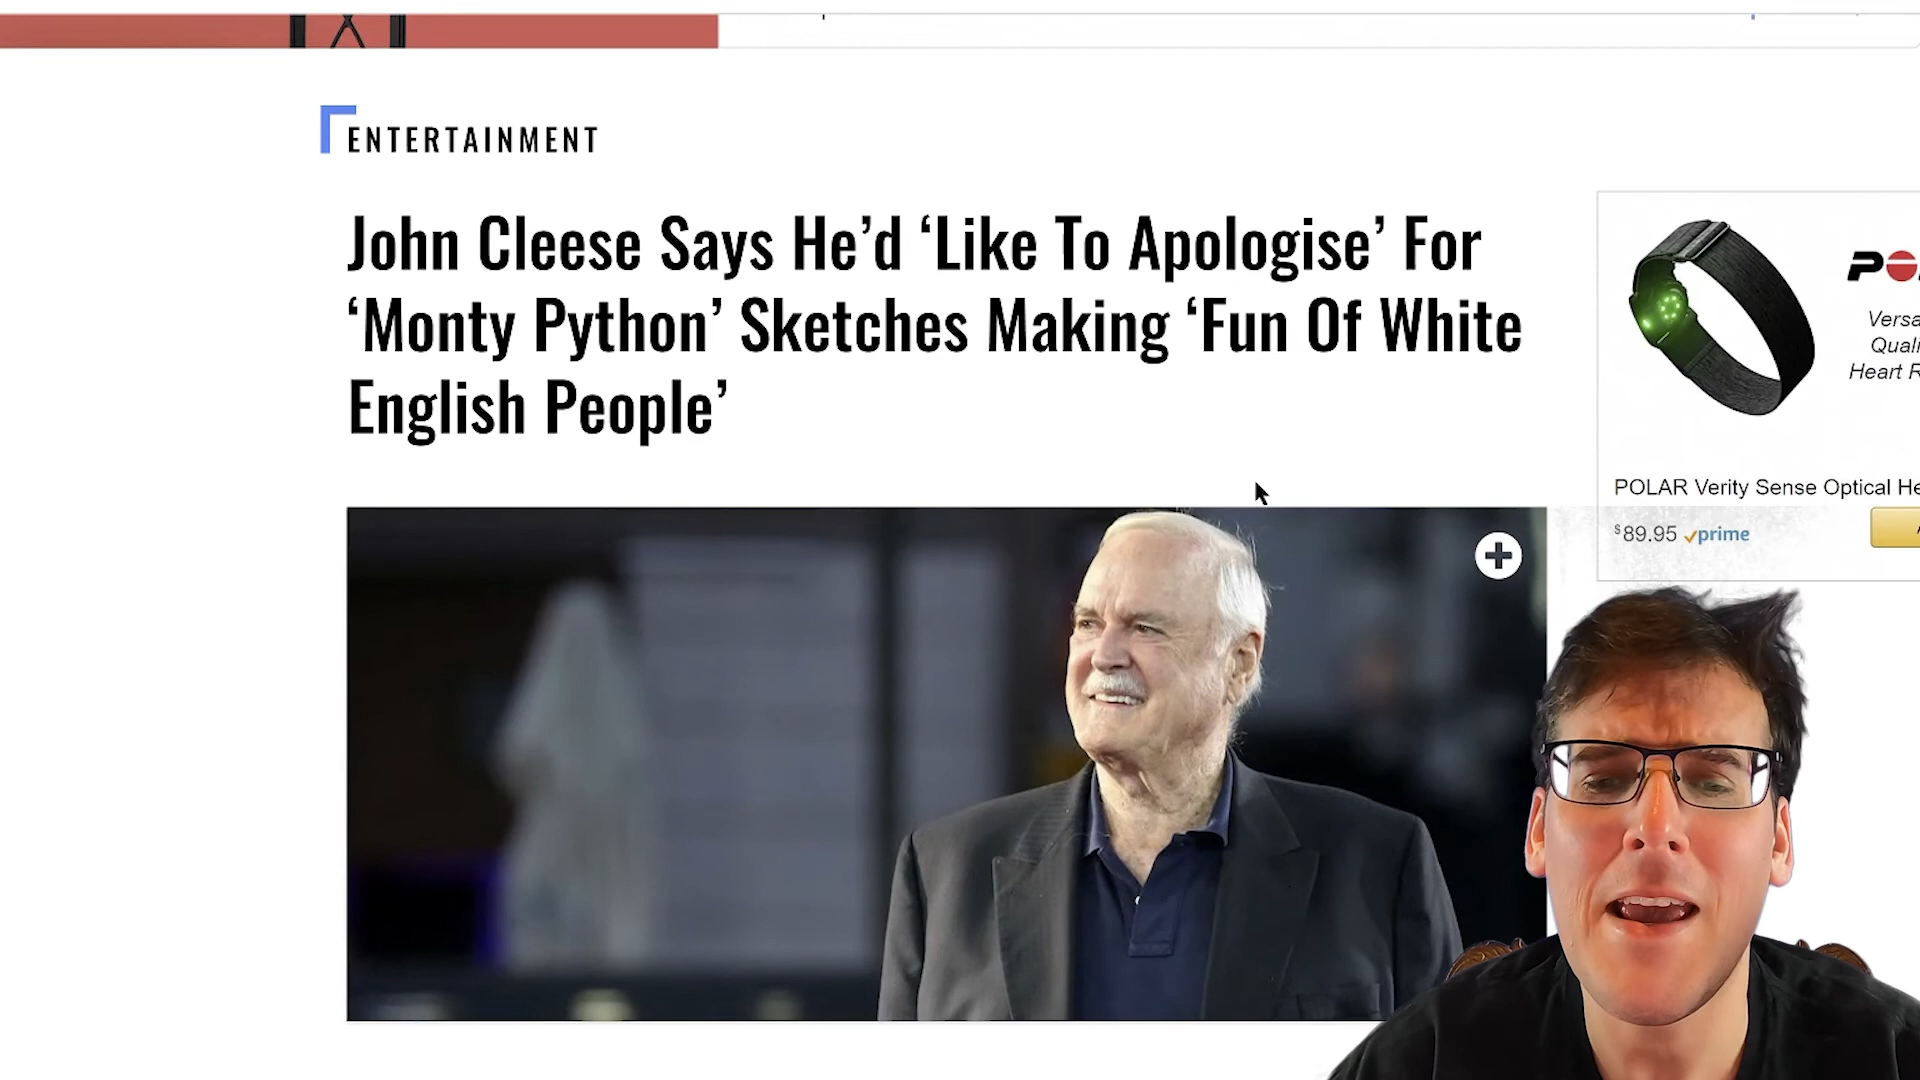 ENTERTAINMENT
John Cleese Says He’d ‘Like To Apologise’ For
‘Monty Python’ Sketches Making ‘Fun Of White
English People’
POLAR Verity Sense Optical
$89.95 prime